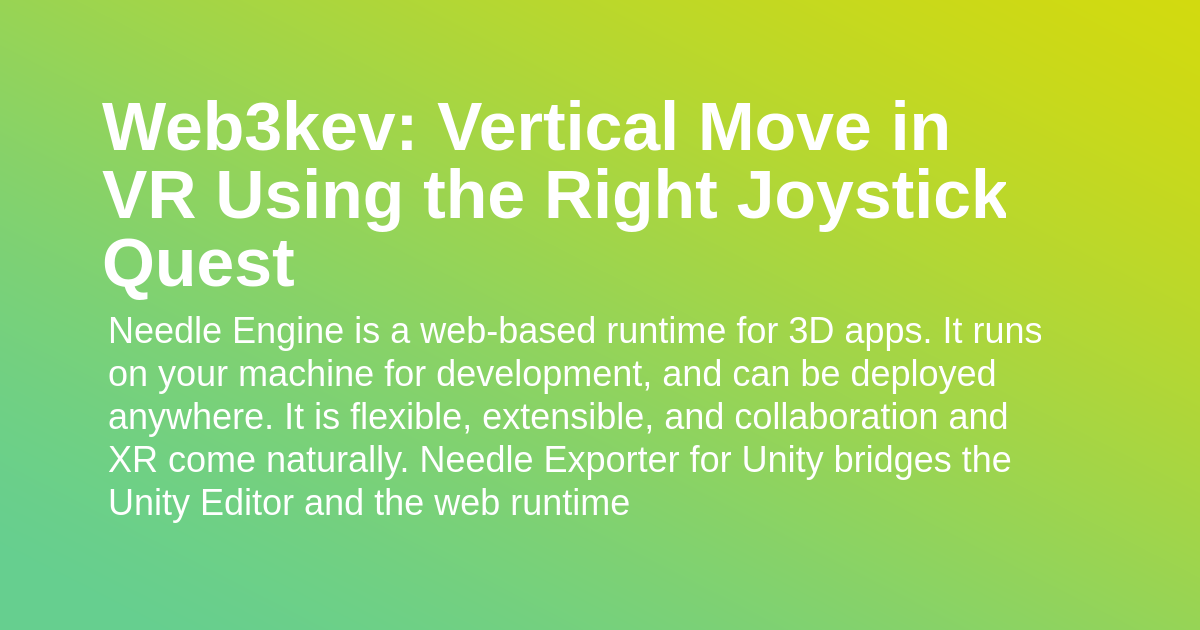 Web3kev: Vertical Move in
VR Using the Right Joystick
Quest
Needle Engine is a web-based runtime for 3D apps. It runs
on your machine for development, and can be deployed
anywhere. It is flexible, extensible, and collaboration and
XR come naturally. Needle Exporter for Unity bridges the
Unity Editor and the web runtime